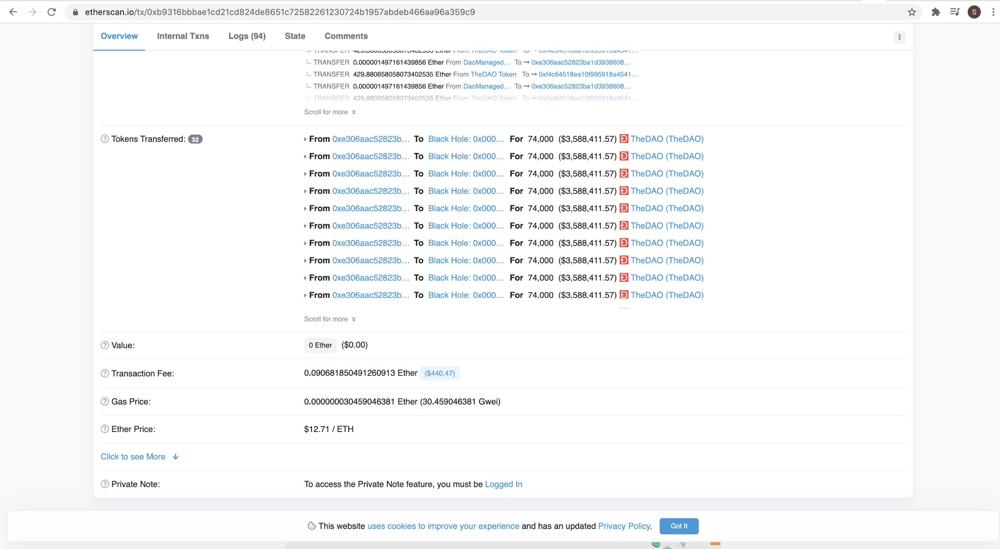 etherscan.io/tx/0xb9316bbbae1cd21cd824de8651c72582261230724b1957abdeb466aa96a359c9
S
Overview Internal Txns Logs (94) State Comments
TRANSFER 429.880658058073402535 Ether From TheDAO Token To → 0xf4c64518ea10f995918a4541…
TRANSFER 0.000001497161439856 Ether From DaoManaged… To → 0xe306aac52823ba1d3938608…
TRANSFER 429.880658058073402535 Ether From TheDAO Token To → 0xf4c64518ea10f995918a4541…
TRANSFER 0.000001497161439856 Ether From DaoManaged… To → 0xe306aac52823ba1d3938608…
TRANSFER 429.880658058073402535 Ether From TheDAO Token To → 0xf4c64518ea10f995918a4541…
Scroll for more
Tokens Transferred: 32
From 0xe306aac52823b… To Black Hole: 0x000… For 74,000 ($3,588,411.57) TheDAO (TheDAO)
From 0xe306aac52823b… To Black Hole: 0x000… For 74,000 ($3,588,411.57) TheDAO (TheDAO)
From 0xe306aac52823b… To Black Hole: 0x000… For 74,000 ($3,588,411.57) TheDAO (TheDAO)
From 0xe306aac52823b… To Black Hole: 0x000… For 74,000 ($3,588,411.57) TheDAO (TheDAO)
From 0xe306aac52823b… To Black Hole: 0x000… For 74,000 ($3,588,411.57) TheDAO (TheDAO)
From 0xe306aac52823b… To Black Hole: 0x000… For 74,000 ($3,588,411.57) TheDAO (TheDAO)
From 0xe306aac52823b… To Black Hole: 0x000… For 74,000 ($3,588,411.57) TheDAO (TheDAO)
From 0xe306aac52823b… To Black Hole: 0x000… For 74,000 ($3,588,411.57) TheDAO (TheDAO)
From 0xe306aac52823b… To Black Hole: 0x000… For 74,000 ($3,588,411.57) TheDAO (TheDAO)
From 0xe306aac52823b… To Black Hole: 0x000… For 74,000 ($3,588,411.57) TheDAO (TheDAO)
Scroll for more
Value: 0 Ether ($0.00)
Transaction Fee: 0.090681850491260913 Ether ($440.47)
Gas Price: 0.000000030459046381 Ether (30.459046381 Gwei)
Ether Price: $12.71 / ETH
Click to see More
Private Note: To access the Private Note feature, you must be Logged In
This website uses cookies to improve your experience and has an updated Privacy Policy. Got It